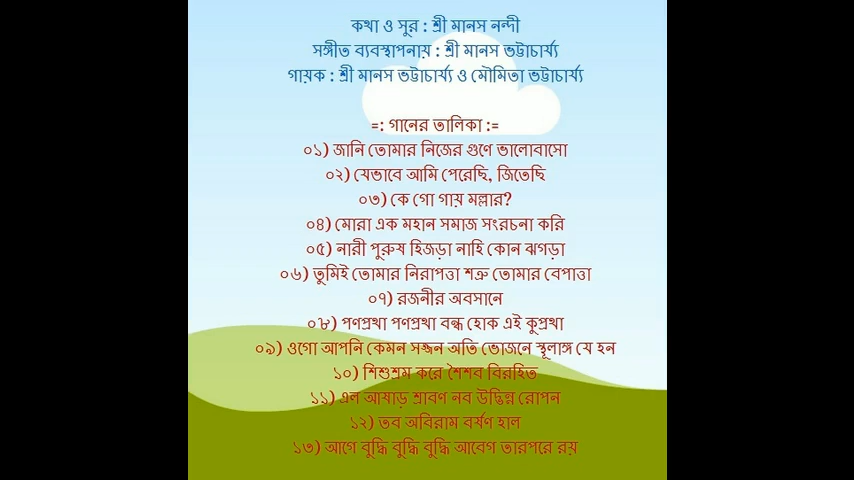 কথা ও সুর : শ্রী মানস নন্দী
সঙ্গীত ব্যবস্থাপনায় : শ্রী মানস ভট্টাচার্য্য
গায়ক : শ্রী মানস ভট্টাচার্য্য ও মৌমিতা ভট্টাচার্য্য
=: গানের তালিকা :=
০১) জানি তোমার নিজের গুণে ভালোবাসো
০২) যেভাবে আমি পেরেছি, জিতেছি
০৩) কে গো গায় মল্লার?
০৪) মোরা এক মহান সমাজ সংরচনা করি
০৫) নারী পুরুষ হিজড়া নাহি কোন ঝগড়া
০৬) তুমিই তোমার নিরাপত্তা শত্রু তোমার বেপাত্তা
০৭) রজনীর অবসানে
০৮) পণপ্রথা পণপ্রথা বন্ধ হোক এই কুপ্রথা
০৯) ওগো আপনি কেমন সজ্জন অতি ভোজনে স্থূলাঙ্গ যে হন
১০) শিশুশ্রম করে শৈশব বিরহিত
১১) এল আষাড় শ্রাবণ নব উদ্ভিন্ন রোপন
১২) তব অবিরাম বর্ষণ হাল
১৩) আগে বুদ্ধি বুদ্ধি বুদ্ধি আবেগ তারপরে রয়